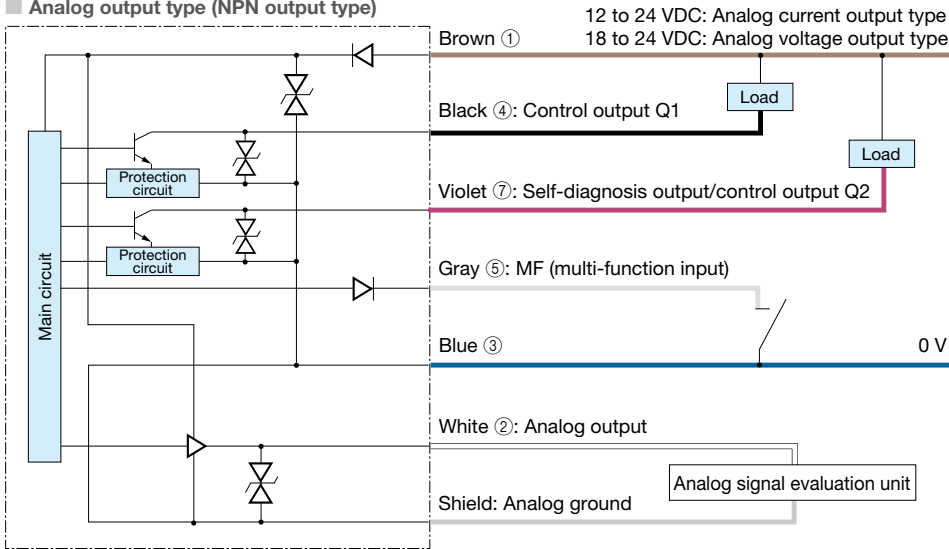 Analog output type (NPN output type)
12 to 24 VDC: Analog current output type
Brown ①
18 to 24 VDC: Analog voltage output type
Load
Black ④: Control output Q1
Load
Protection
circuit
Violet ⑦: Self-diagnosis output/control output Q2
Protection
circuit
Gray ⑤: MF (multi-function input)
Main circuit
Blue ③
0 V
White ②: Analog output
Analog signal evaluation unit
Shield: Analog ground